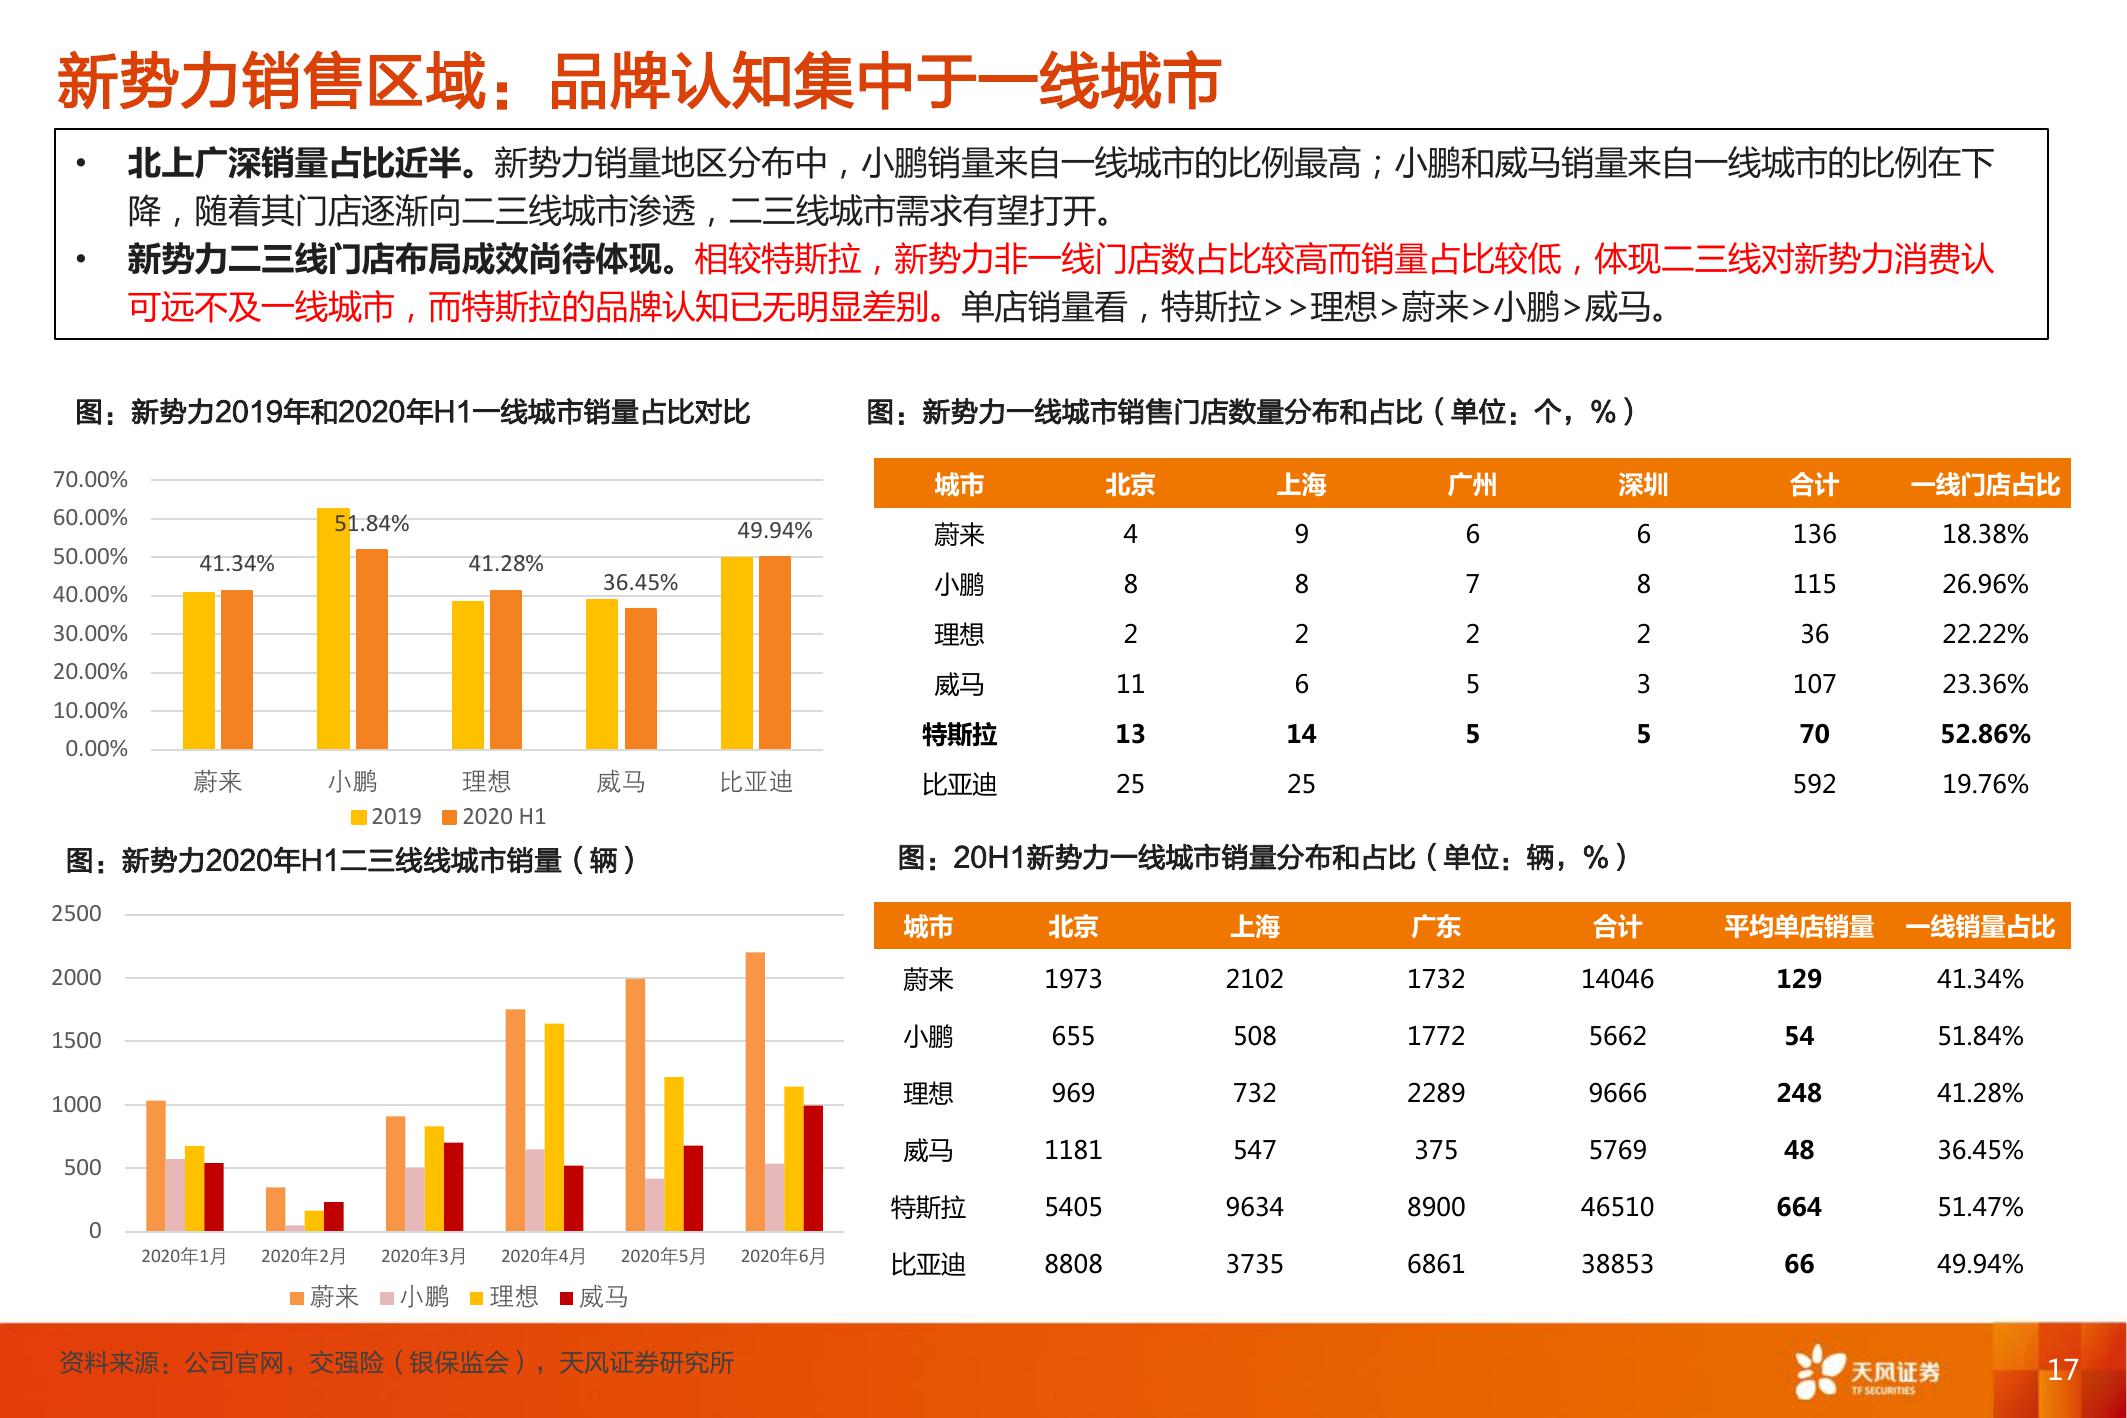 新势力销售区域：品牌认知集中于一线城市
• 北上广深销量占比近半。新势力销量地区分布中，小鹏销量来自一线城市的比例最高；小鹏和威马销量来自一线城市的比例在下
降，随着其门店逐渐向二三线城市渗透，二三线城市需求有望打开。
• 新势力二三线门店布局成效尚待体现。相较特斯拉，新势力非一线门店数占比较高而销量占比较低，体现二三线对新势力消费认
可远不及一线城市，而特斯拉的品牌认知已无明显差别。单店销量看，特斯拉>>理想>蔚来>小鹏>威马。
图：新势力2019年和2020年H1一线城市销量占比对比
70.00%
60.00%
50.00%
40.00%
30.00%
20.00%
10.00%
0.00%
41.34%
51.84%
41.28%
36.45%
49.94%
蔚来 小鹏 理想 威马 比亚迪
2019 2020 H1
图：新势力一线城市销售门店数量分布和占比（单位：个，%）
城市 北京 上海 广州 深圳 合计 一线门店占比
蔚来 4 9 6 6 136 18.38%
小鹏 8 8 7 8 115 26.96%
理想 2 2 2 2 36 22.22%
威马 11 6 5 3 107 23.36%
特斯拉 13 14 5 5 70 52.86%
比亚迪 25 25 592 19.76%
图：新势力2020年H1二三线线城市销量（辆）
2500
2000
1500
1000
500
0
2020年1月 2020年2月 2020年3月 2020年4月 2020年5月 2020年6月
蔚来 小鹏 理想 威马
图：20H1新势力一线城市销量分布和占比（单位：辆，%）
城市 北京 上海 广东 合计 平均单店销量 一线销量占比
蔚来 1973 2102 1732 14046 129 41.34%
小鹏 655 508 1772 5662 54 51.84%
理想 969 732 2289 9666 248 41.28%
威马 1181 547 375 5769 48 36.45%
特斯拉 5405 9634 8900 46510 664 51.47%
比亚迪 8808 3735 6861 38853 66 49.94%
资料来源：公司官网，交强险（银保监会），天风证券研究所
天风证券
TF SECURITIES
17